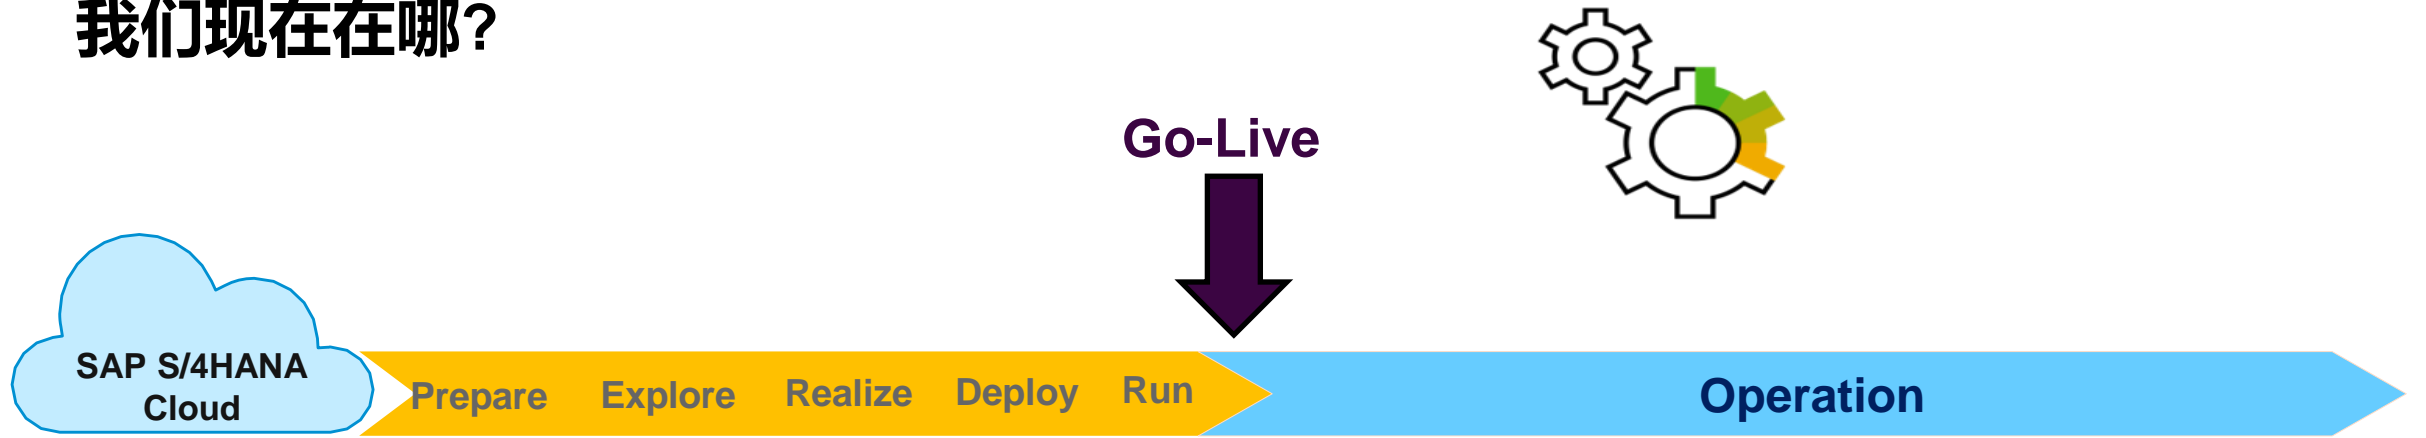 我们现在在哪?
Go-Live
SAP S/4HANA
Cloud
Prepare Explore Realize Deploy Run
Operation